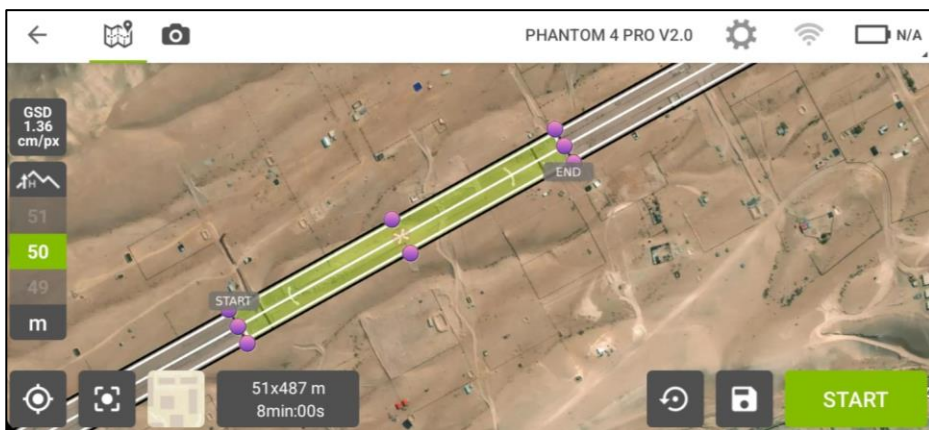 PHANTOM 4 PRO V2.0
N/A
GSD
1.36
cm/px
H
51
50
49
m
END
START
51x487 m
8min:00s
START